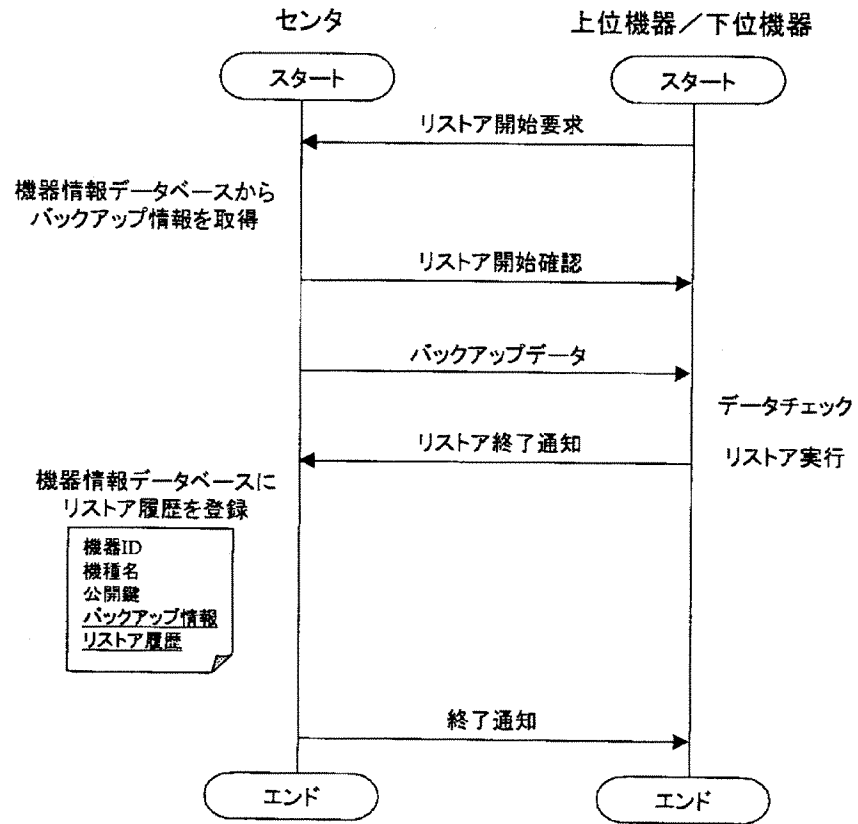 センタ
上位機器／下位機器
スタート
スタート
リストア開始要求
機器情報データベースから
バックアップ情報を取得
リストア開始確認
バックアップデータ
データチェック
リストア終了通知
リストア実行
機器情報データベースに
リストア履歴を登録
機器ID
機種名
公開鍵
バックアップ情報
リストア履歴
終了通知
エンド
エンド